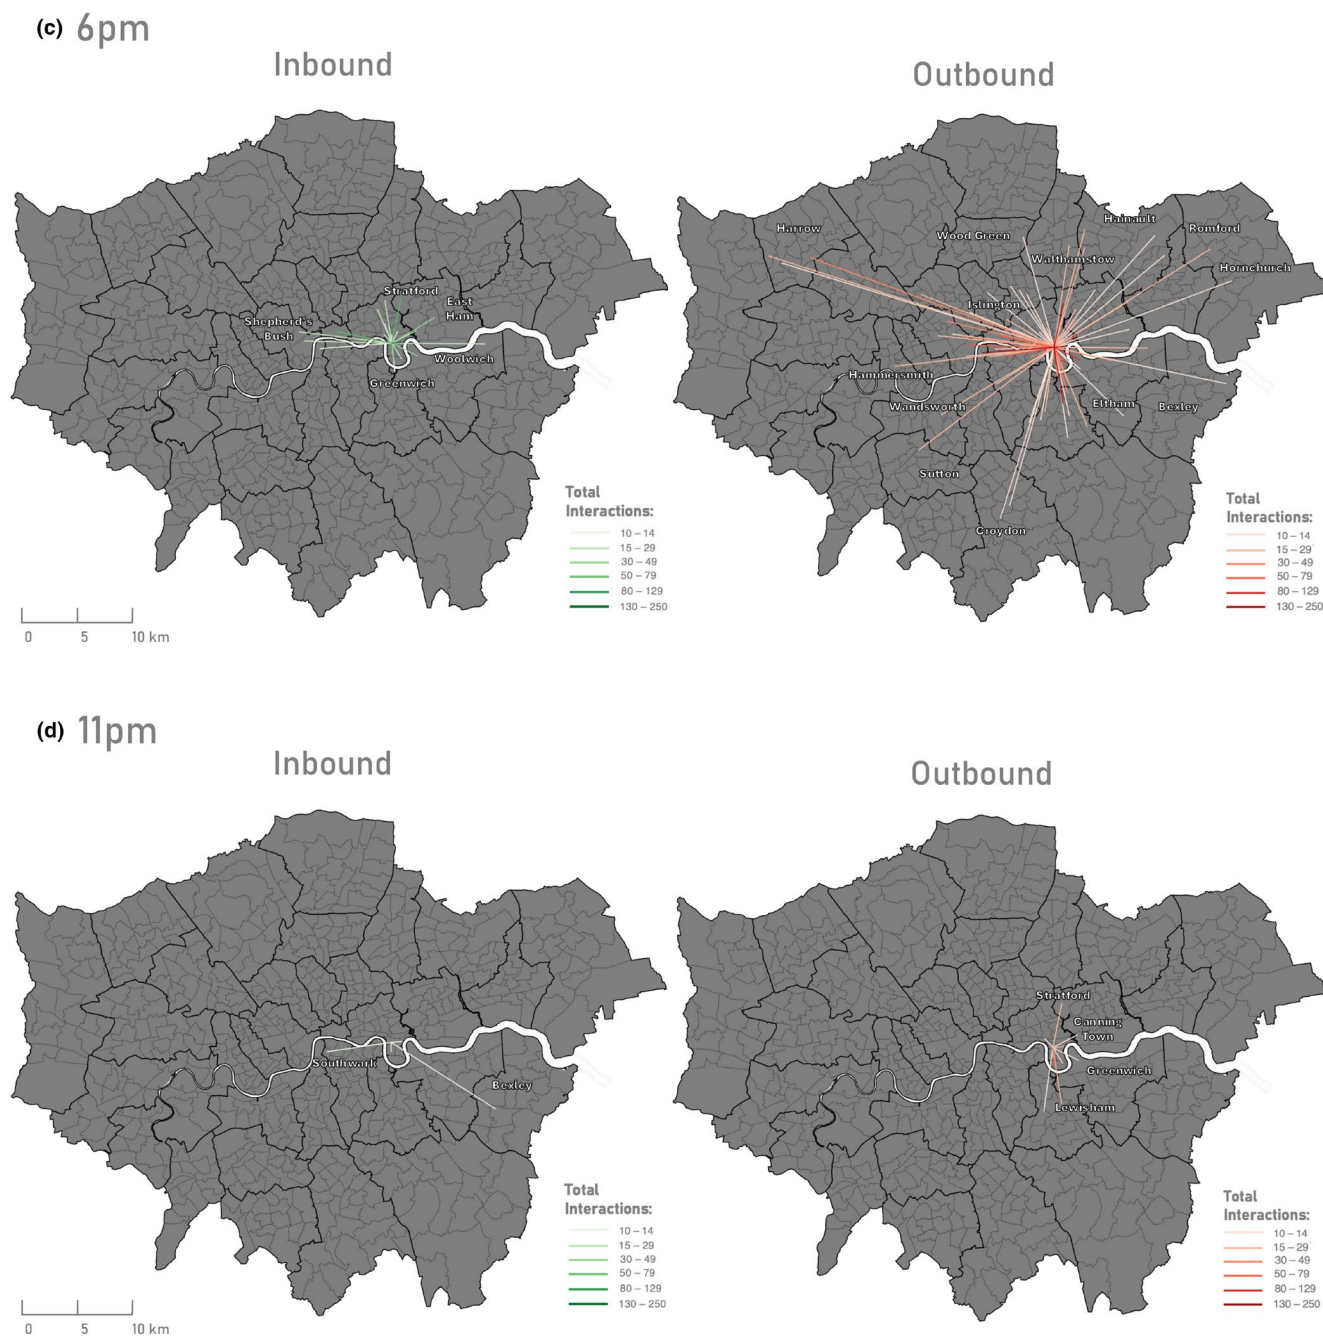 (c) 6pm
Inbound
Outbound
Stratford
East
Ham
Shepherd's
Bush
Woolwich
Greenwich
Total
Interactions:
10 – 14
15 – 29
30 – 49
50 – 79
80 – 129
130 – 250
0 5 10 km
Harrow
Wood Green
Hainault
Romford
Walthamstow
Hornchurch
Islington
Hammersmith
Wandsworth
Eltham
Bexley
Sutton
Croydon
Total
Interactions:
10 – 14
15 – 29
30 – 49
50 – 79
80 – 129
130 – 250
(d) 11pm
Inbound
Outbound
Southwark
Bexley
Total
Interactions:
10 – 14
15 – 29
30 – 49
50 – 79
80 – 129
130 – 250
0 5 10 km
Stratford
Canning
Town
Greenwich
Lewisham
Total
Interactions:
10 – 14
15 – 29
30 – 49
50 – 79
80 – 129
130 – 250